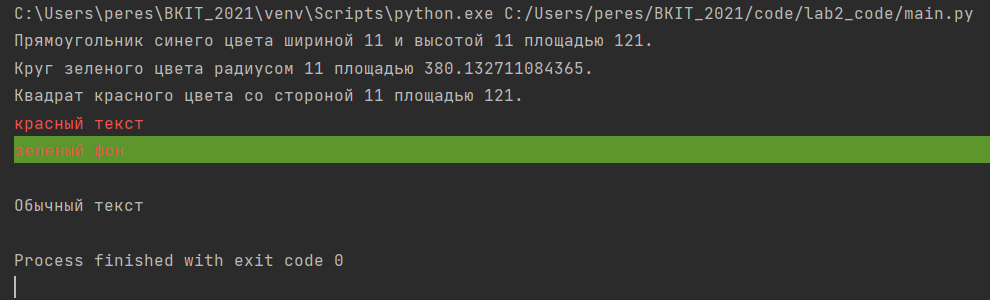 C:\Users\peres\BKIT_2021\venv\Scripts\python.exe C:/Users/peres/BKIT_2021/code/lab2_code/main.py
Прямоугольник синего цвета шириной 11 и высотой 11 площадью 121.
Круг зеленого цвета радиусом 11 площадью 380.132711084365.
Квадрат красного цвета со стороной 11 площадью 121.
красный текст
зеленый фон
Обычный текст
Process finished with exit code 0